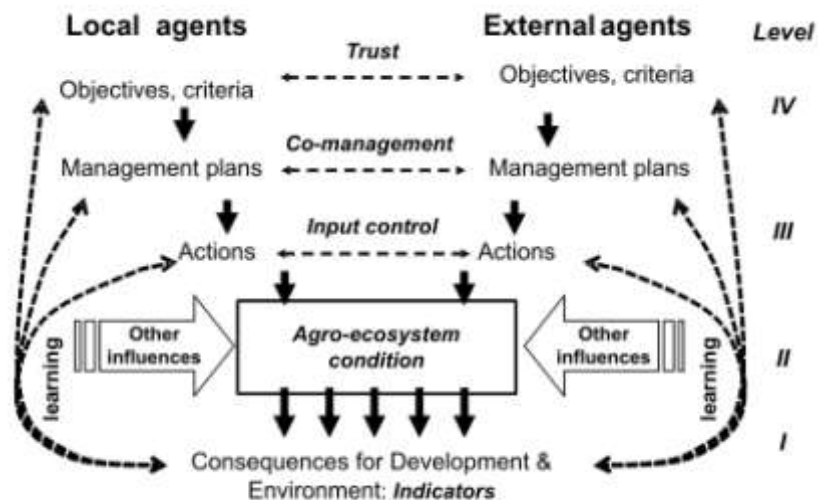 Local agents
External agents
Level
Trust
Objectives, criteria
Objectives, criteria
IV
Co-management
Management plans
Management plans
Input control
III
Actions
Actions
Other
influences
Agro-ecosystem
condition
Other
influences
II
learning
learning
I
Consequences for Development &
Environment: Indicators